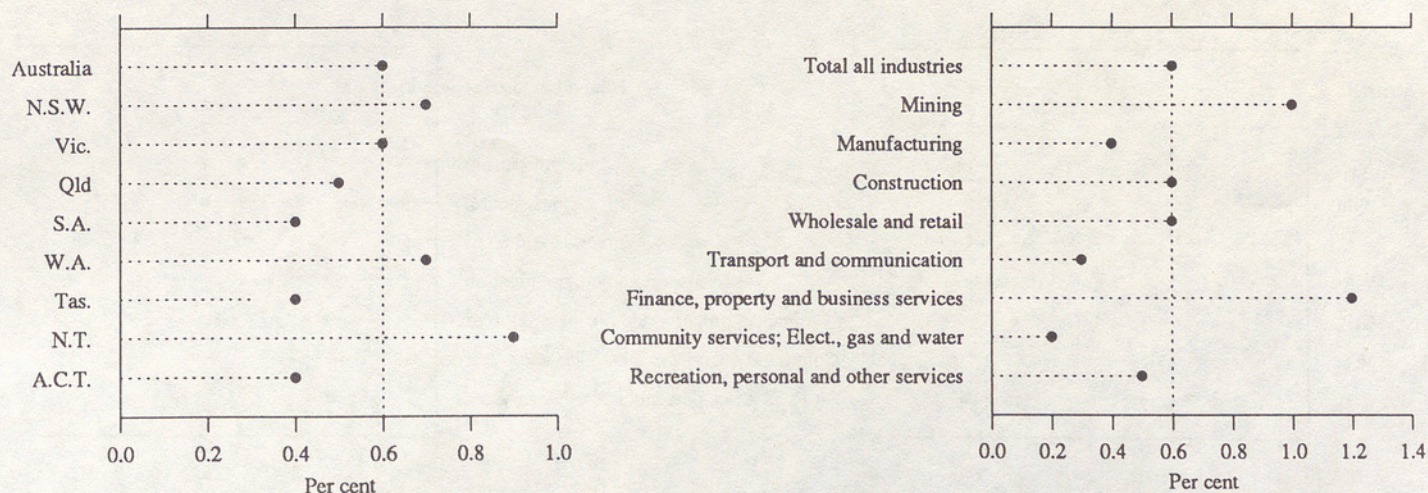 Australia
N.S.W.
Vic.
Qld
S.A.
W.A.
Tas.
N.T.
A.C.T.
0.0 0.2 0.4 0.6 0.8 1.0
Per cent
Total all industries
Mining
Manufacturing
Construction
Wholesale and retail
Transport and communication
Finance, property and business services
Community services; Elect., gas and water
Recreation, personal and other services
0.0 0.2 0.4 0.6 0.8 1.0 1.2 1.4
Per cent